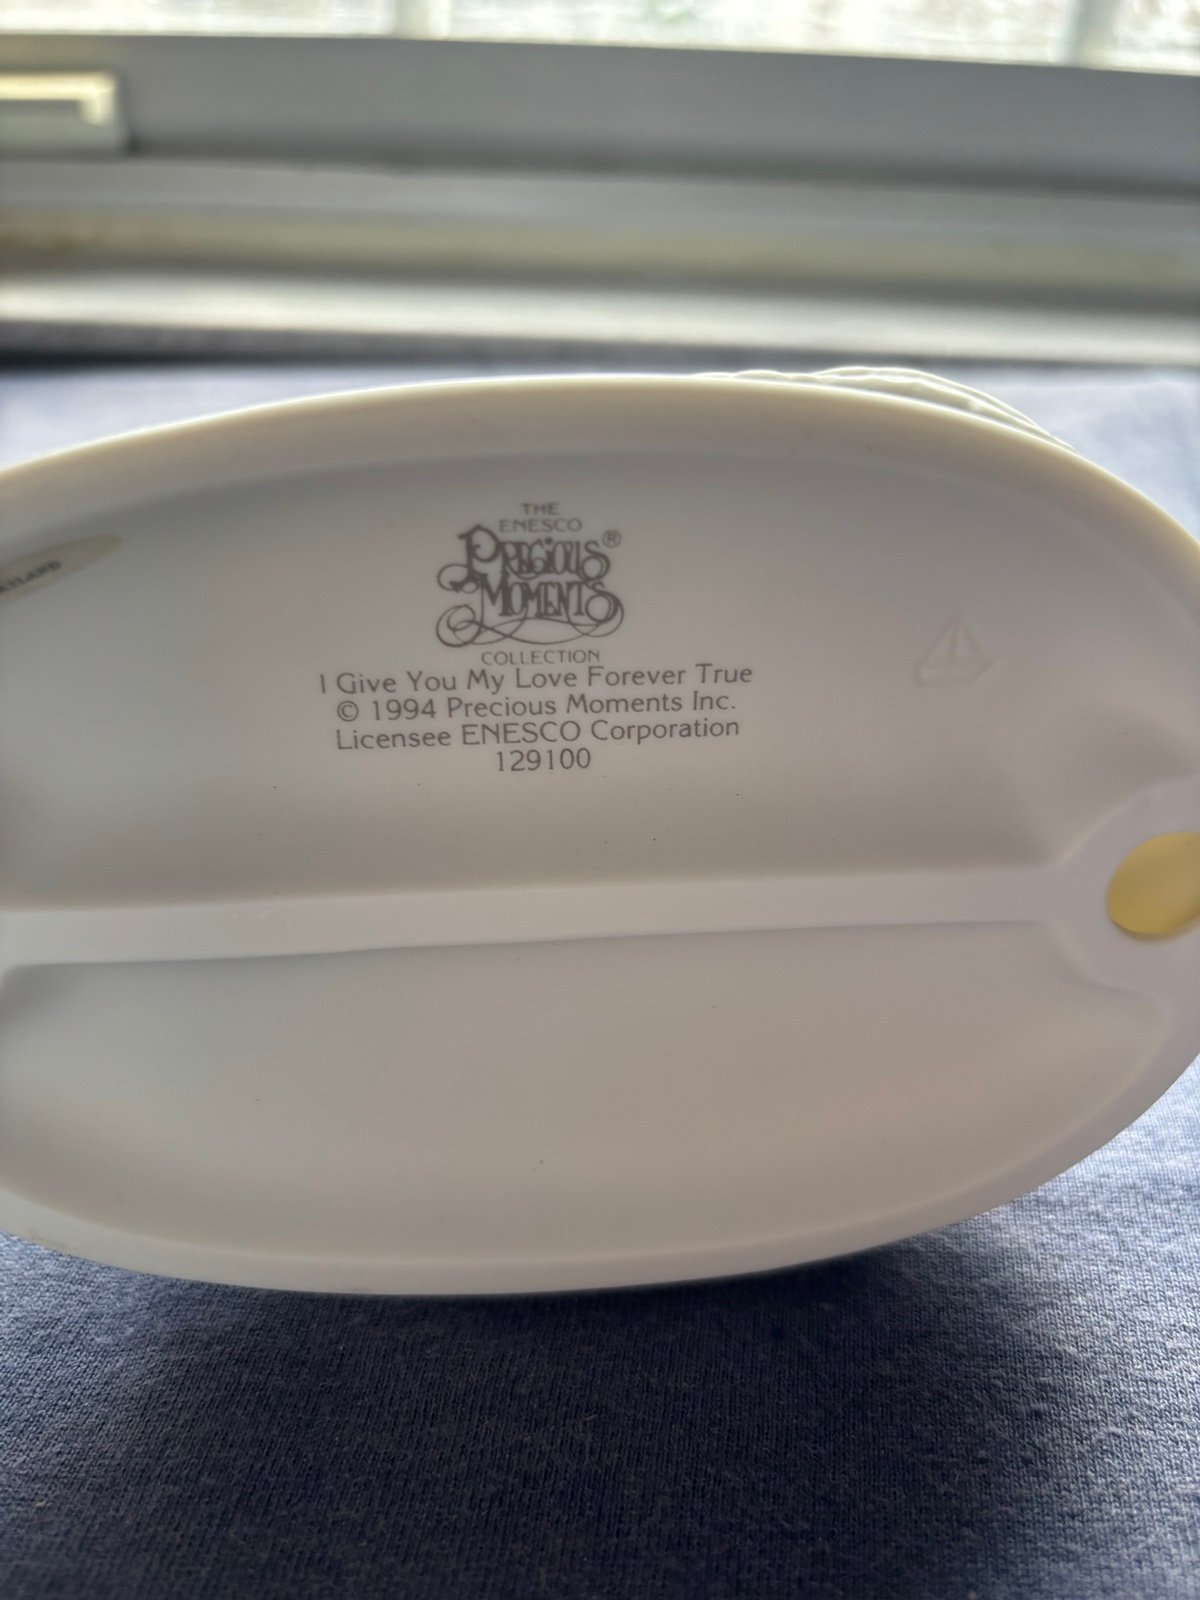 THE
ENESCO
PRECIOUS®
MOMENTS
COLLECTION
I Give You My Love Forever True
© 1994 Precious Moments Inc.
Licensee ENESCO Corporation
129100